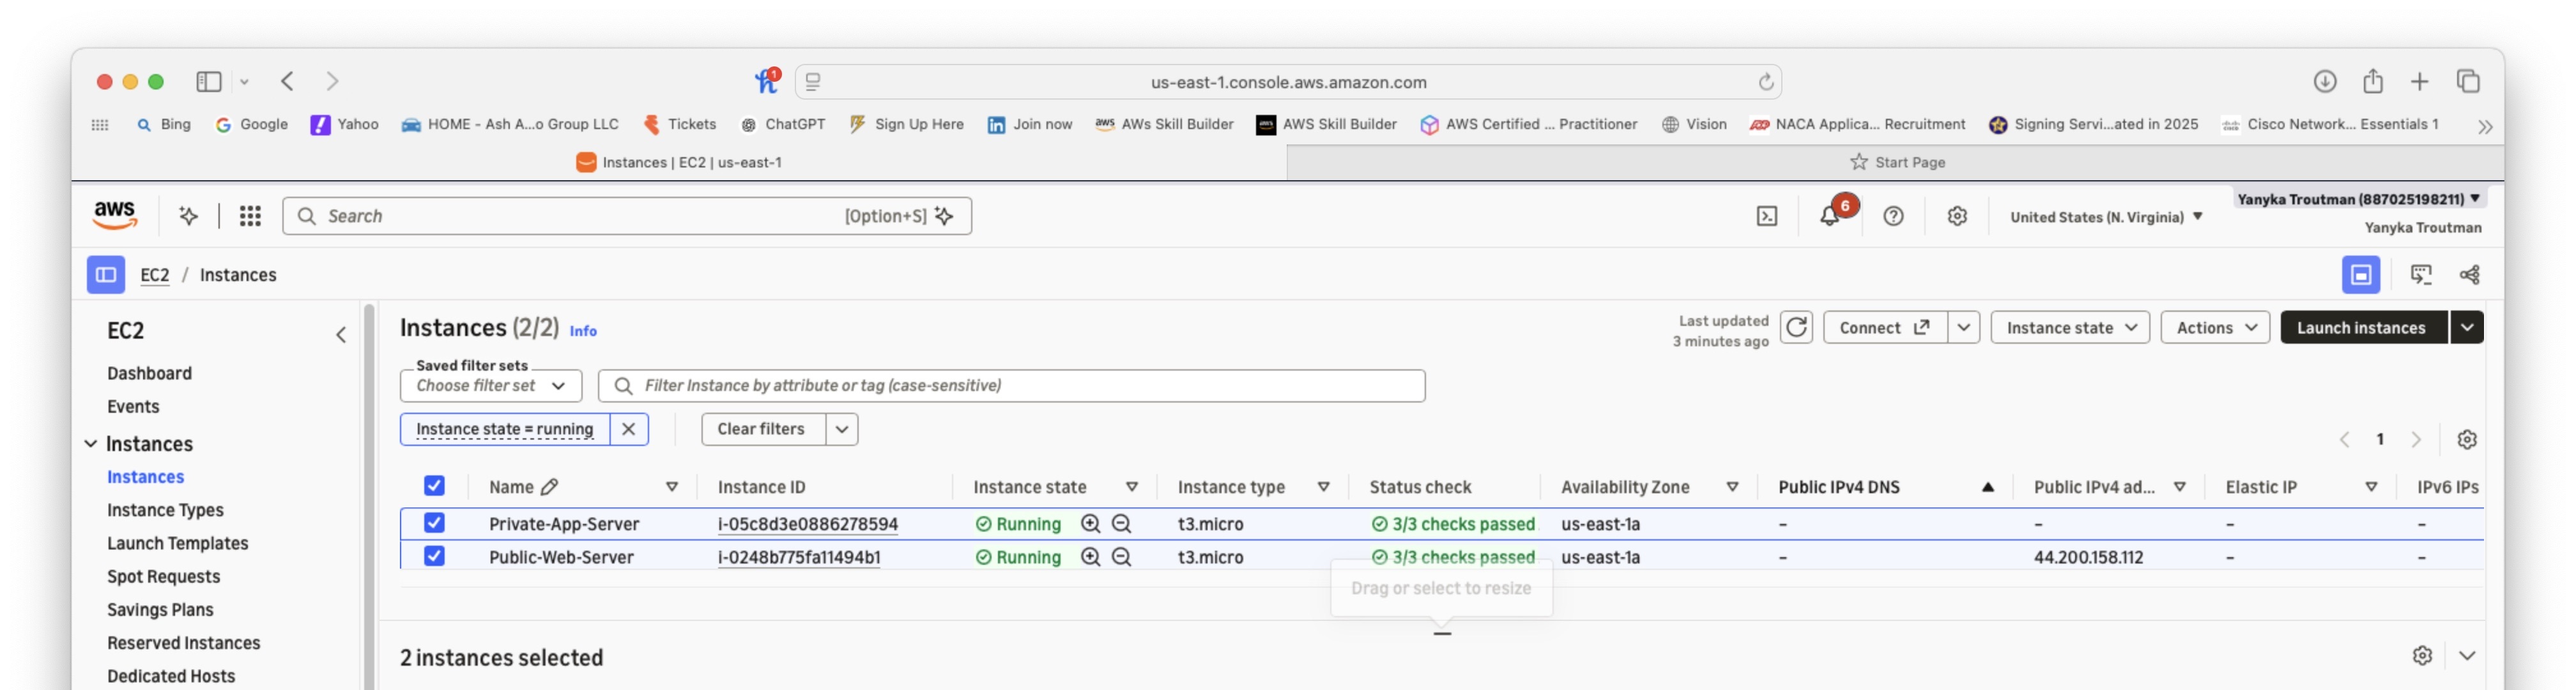 1
us-east-1.console.aws.amazon.com
Bing Google Yahoo HOME - Ash A...o Group LLC Tickets ChatGPT Sign Up Here Join now aws AWs Skill Builder AWS Skill Builder AWS Certified ... Practitioner Vision NACA Applica... Recruitment Signing Servi...ated in 2025 Cisco Network... Essentials 1
Instances | EC2 | us-east-1 Start Page
aws Search [Option+S] 6 United States (N. Virginia) Yanyka Troutman (887025198211)
Yanyka Troutman
EC2 / Instances
EC2
Dashboard
Events
Instances
Instances
Instance Types
Launch Templates
Spot Requests
Savings Plans
Reserved Instances
Dedicated Hosts
Instances (2/2) Info
Last updated
3 minutes ago
Connect Instance state Actions Launch instances
Saved filter sets
Choose filter set Filter Instance by attribute or tag (case-sensitive)
Instance state = running Clear filters
1
Name Instance ID Instance state Instance type Status check Availability Zone Public IPv4 DNS Public IPv4 ad... Elastic IP IPv6 IPs
Private-App-Server i-05c8d3e0886278594 Running t3.micro 3/3 checks passed us-east-1a – – – –
Public-Web-Server i-0248b775fa11494b1 Running t3.micro 3/3 checks passed us-east-1a – 44.200.158.112 – –
Drag or select to resize
2 instances selected